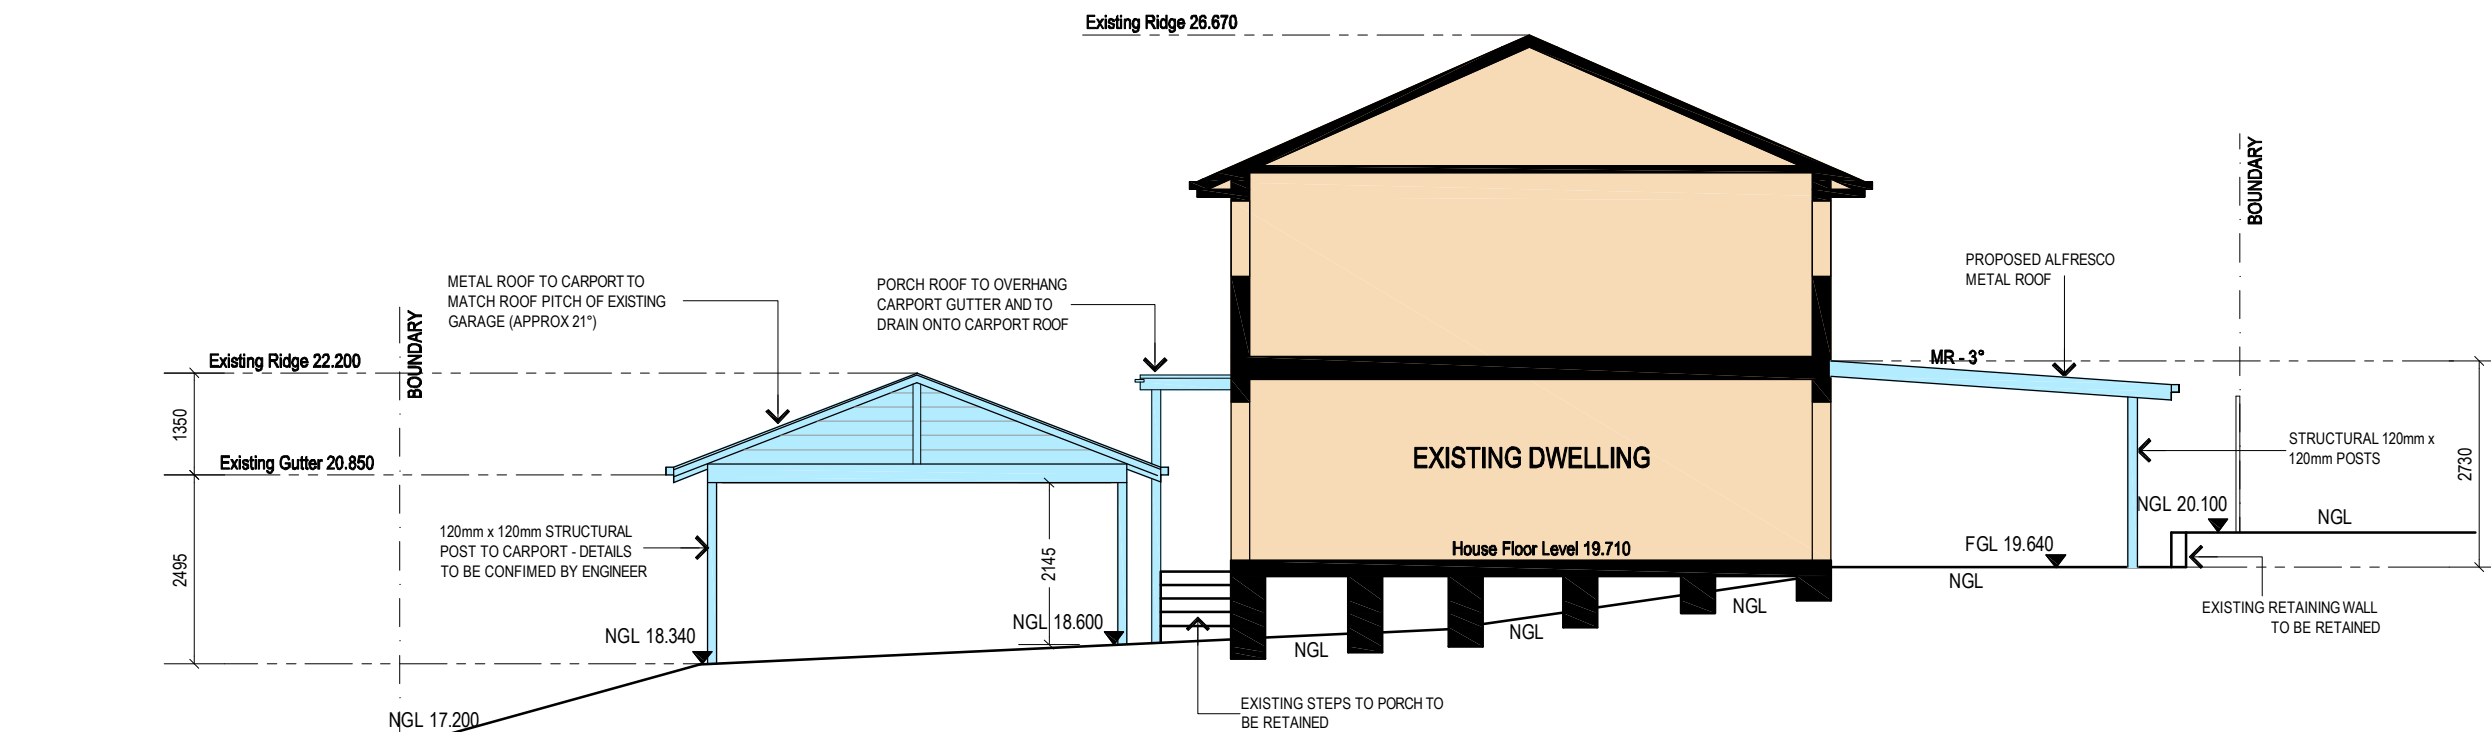 Existing Ridge 26.670
BOUNDARY
PROPOSED ALFRESCO
METAL ROOF
METAL ROOF TO CARPORT TO
MATCH ROOF PITCH OF EXISTING
GARAGE (APPROX 21°)
PORCH ROOF TO OVERHANG
CARPORT GUTTER AND TO
DRAIN ONTO CARPORT ROOF
BOUNDARY
Existing Ridge 22.200
MR - 3°
1350
Existing Gutter 20.850
EXISTING DWELLING
STRUCTURAL 120mm x
120mm POSTS
2730
NGL 20.100
NGL
120mm x 120mm STRUCTURAL
POST TO CARPORT - DETAILS
TO BE CONFIMED BY ENGINEER
2495
2145
House Floor Level 19.710
FGL 19.640
NGL
NGL
EXISTING RETAINING WALL
TO BE RETAINED
NGL 18.340
NGL 18.600
NGL
NGL
EXISTING STEPS TO PORCH TO
BE RETAINED
NGL 17.200